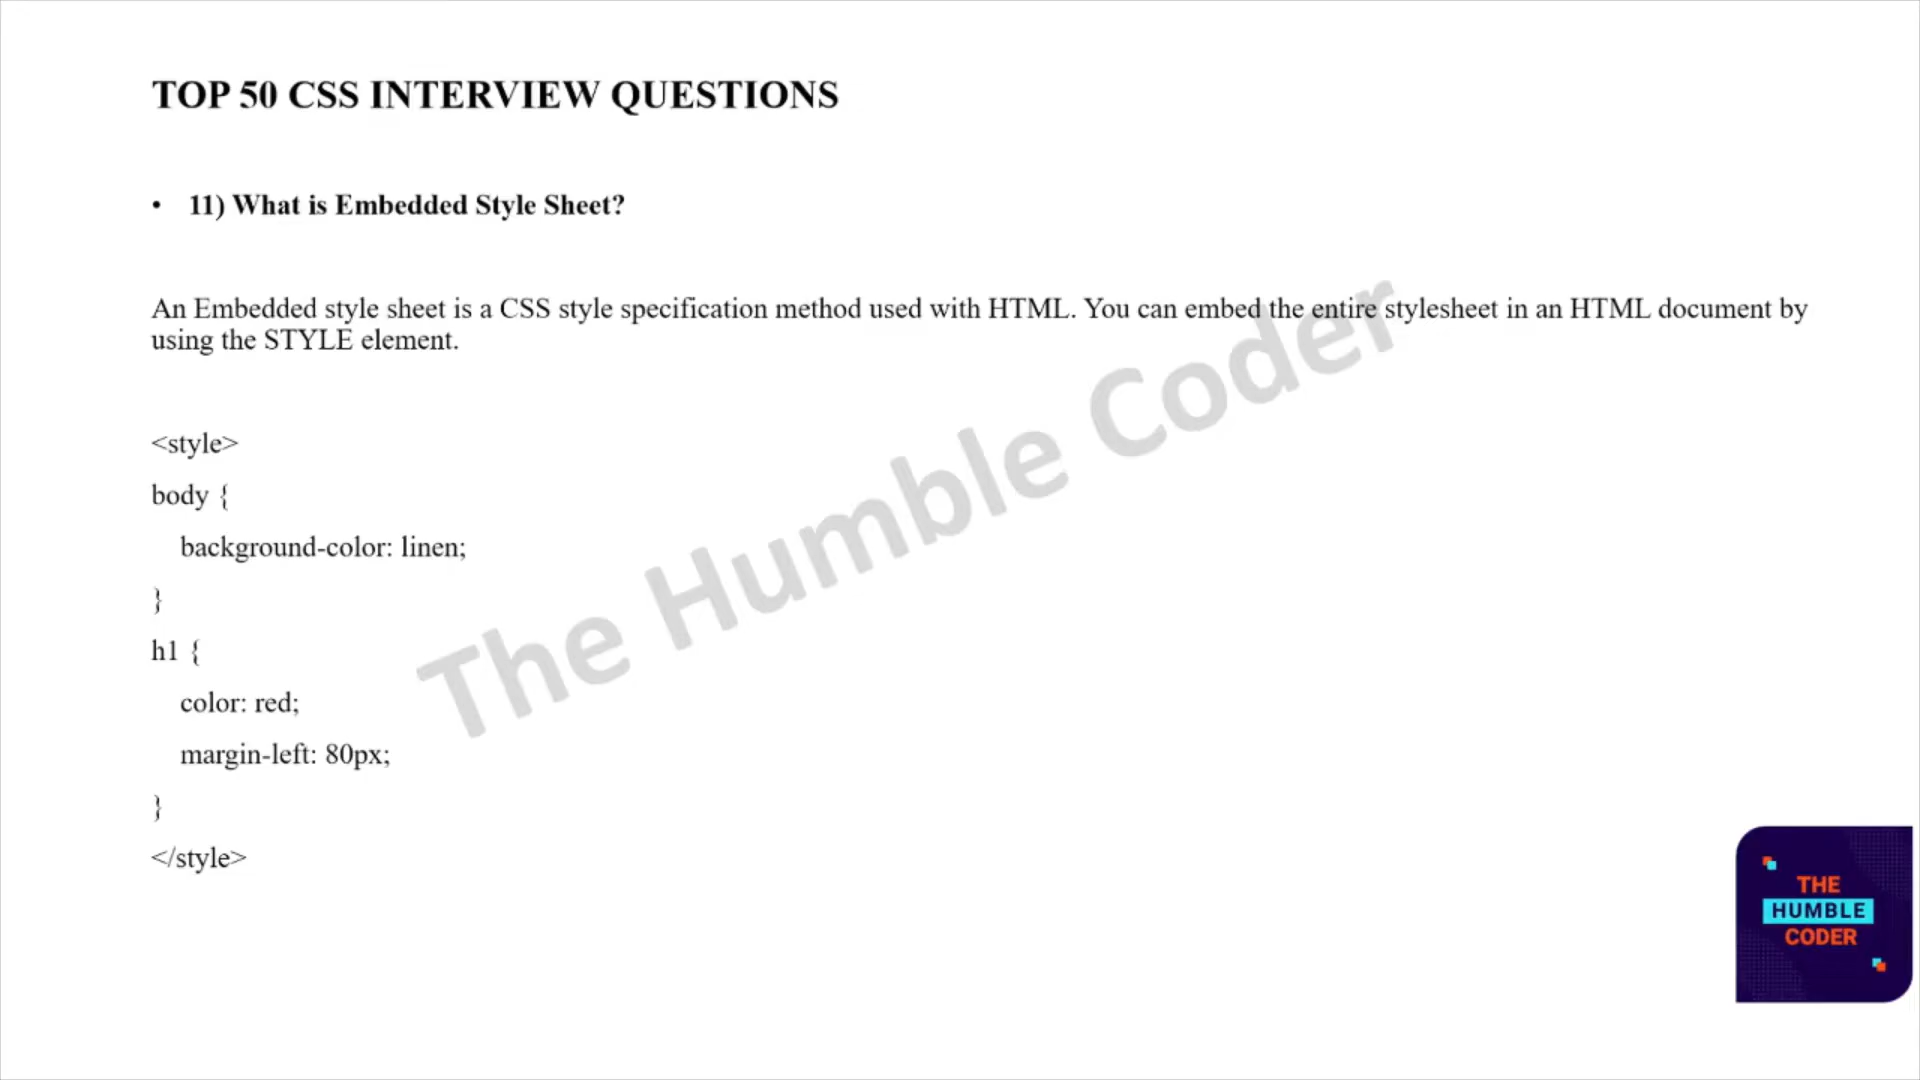 TOP 50 CSS INTERVIEW QUESTIONS
• 11) What is Embedded Style Sheet?
An Embedded style sheet is a CSS style specification method used with HTML. You can embed the entire stylesheet in an HTML document by
using the STYLE element.
<style>
body {
background-color: linen;
}
h1 {
color: red;
margin-left: 80px;
}
</style>
The Humble Coder
THE
HUMBLE
CODER